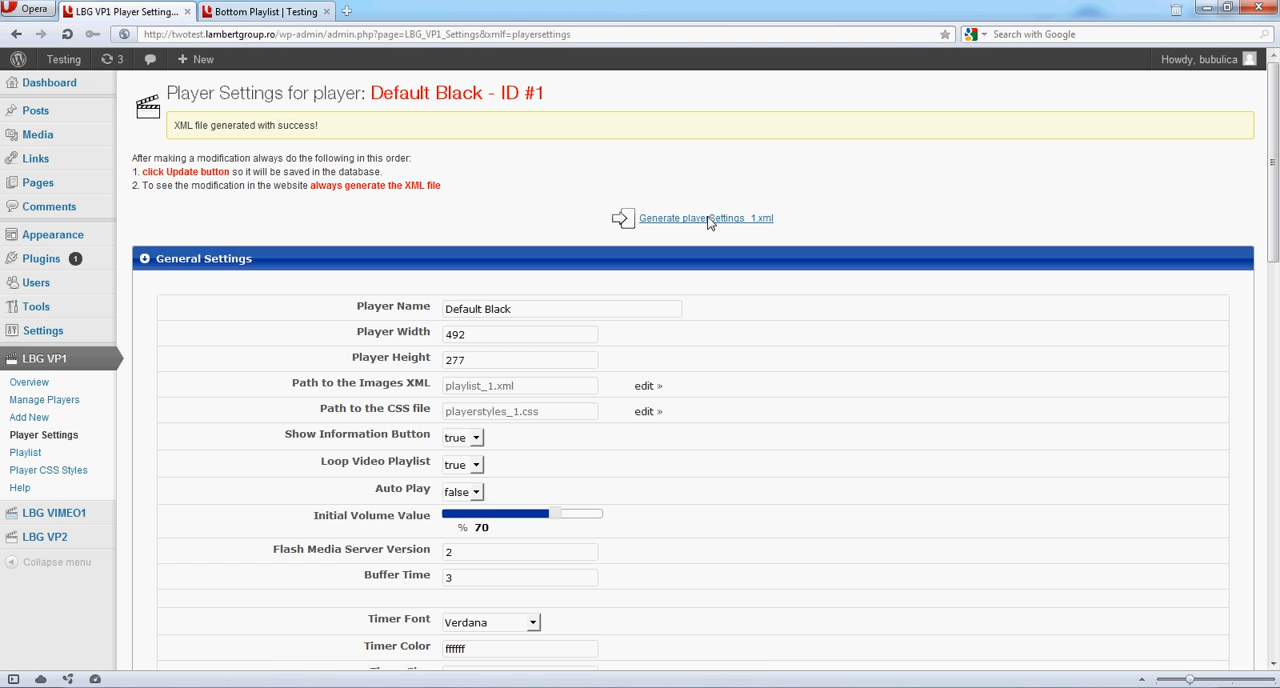 Opera
LBG VP1 Player Setting...
Bottom Playlist | Testing
http://twotest.lambertgroup.ro/wp-admin/admin.php?page=LBG_VP1_Settings&xmlf=playersettings
Search with Google
Testing
3
New
Howdy, bubulica
Dashboard
Posts
Media
Links
Pages
Comments
Appearance
Plugins 1
Users
Tools
Settings
LBG VP1
Overview
Manage Players
Add New
Player Settings
Playlist
Player CSS Styles
Help
LBG VIMEO1
LBG VP2
Collapse menu
Player Settings for player: Default Black - ID #1
XML file generated with success!
After making a modification always do the following in this order:
1. click Update button so it will be saved in the database.
2. To see the modification in the website always generate the XML file
Generate playerSettings_1.xml
General Settings
Player Name Default Black
Player Width 492
Player Height 277
Path to the Images XML playlist_1.xml edit »
Path to the CSS file playerstyles_1.css edit »
Show Information Button true
Loop Video Playlist true
Auto Play false
Initial Volume Value
% 70
Flash Media Server Version 2
Buffer Time 3
Timer Font Verdana
Timer Color ffffff